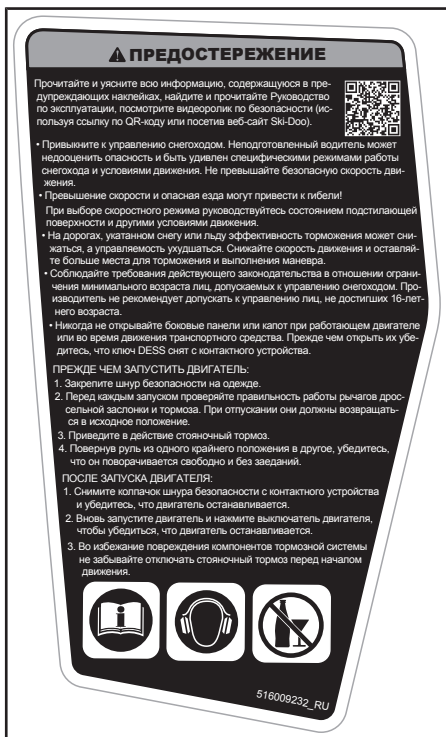 ПРЕДОСТЕРЕЖЕНИЕ
Прочитайте и уясните всю информацию, содержащуюся в пре-
дупреждающих наклейках, найдите и прочитайте Руководство
по эксплуатации, посмотрите видеоролик по безопасности (ис-
пользуя ссылку по QR-коду или посетив веб-сайт Ski-Doo).
• Привыкните к управлению снегоходом. Неподготовленный водитель может
недооценить опасность и быть удивлен специфическими режимами работы
снегохода и условиями движения. Не превышайте безопасную скорость дви-
жения.
• Превышение скорости и опасная езда могут привести к гибели!
При выборе скоростного режима руководствуйтесь состоянием подстилающей
поверхности и другими условиями движения.
• На дорогах, укатанном снегу или льду эффективность торможения может сни-
жаться, а управляемость ухудшаться. Снижайте скорость движения и оставляй-
те больше места для торможения и выполнения маневра.
• Соблюдайте требования действующего законодательства в отношении ограни-
чения минимального возраста лиц, допускаемых к управлению снегоходом. Про-
изводитель не рекомендует допускать к управлению лиц, не достигших 16-лет-
него возраста.
• Никогда не открывайте боковые панели или капот при работающем двигателе
или во время движения транспортного средства. Прежде чем открыть их убе-
дитесь, что ключ DESS снят с контактного устройства.
ПРЕЖДЕ ЧЕМ ЗАПУСТИТЬ ДВИГАТЕЛЬ:
1. Закрепите шнур безопасности на одежде.
2. Перед каждым запуском проверяйте правильность работы рычагов дрос-
сельной заслонки и тормоза. При отпускании они должны возвращать-
ся в исходное положение.
3. Приведите в действие стояночный тормоз.
4. Повернув руль из одного крайнего положения в другое, убедитесь,
что он поворачивается свободно и без заеданий.
ПОСЛЕ ЗАПУСКА ДВИГАТЕЛЯ:
1. Снимите колпачок шнура безопасности с контактного устройства
и убедитесь, что двигатель останавливается.
2. Вновь запустите двигатель и нажмите выключатель двигателя,
чтобы убедиться, что двигатель останавливается.
3. Во избежание повреждения компонентов тормозной системы
не забывайте отключать стояночный тормоз перед началом
движения.
516009232_RU